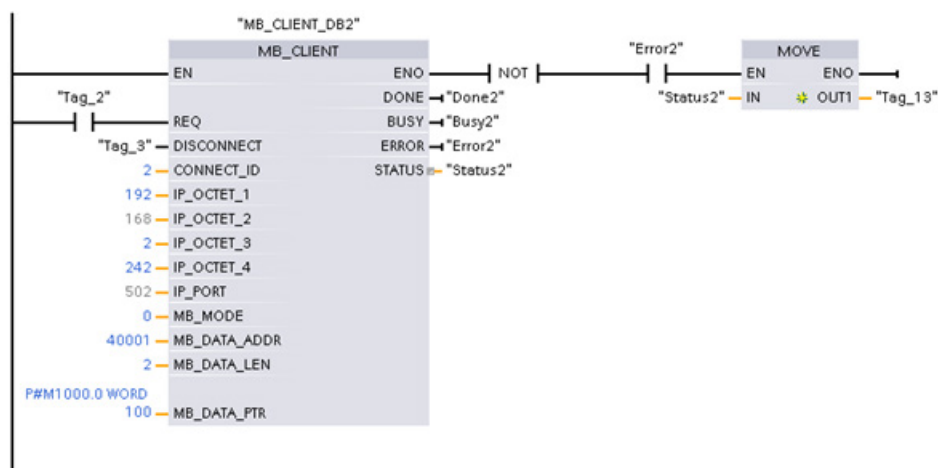 "MB_CLIENT_DB2"
MB_CLIENT
"Error2"
MOVE
EN ENO NOT EN ENO
"Tag_2" DONE "Done2" "Status2" IN OUT1 "Tag_13"
REQ BUSY "Busy2"
"Tag_3" DISCONNECT ERROR "Error2"
2 CONNECT_ID STATUS "Status2"
192 IP_OCTET_1
168 IP_OCTET_2
2 IP_OCTET_3
242 IP_OCTET_4
502 IP_PORT
0 MB_MODE
40001 MB_DATA_ADDR
2 MB_DATA_LEN
P#M1000.0 WORD
100 MB_DATA_PTR